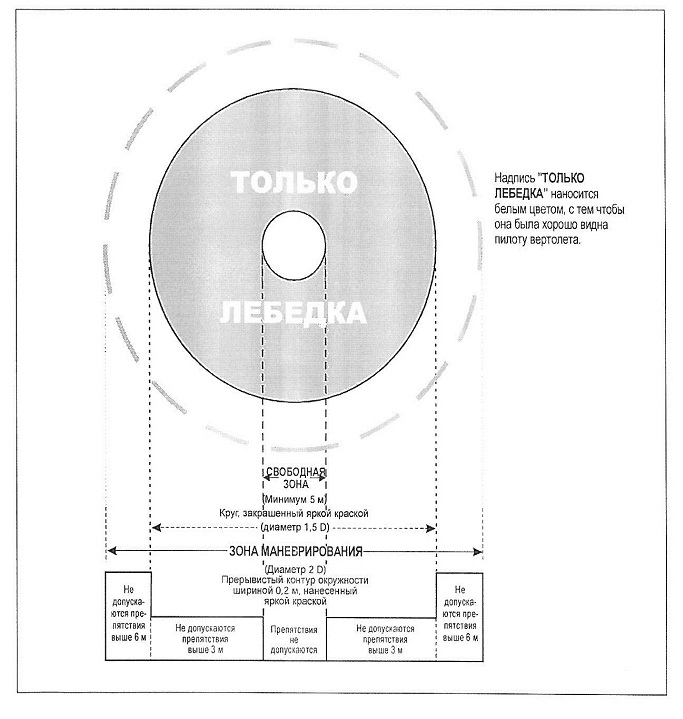 ТОЛЬКО
ЛЕБЕДКА
Надпись "ТОЛЬКО
ЛЕБЕДКА" наносится
белым цветом, с тем чтобы
она была хорошо видна
пилоту вертолета.
СВОБОДНАЯ
ЗОНА
(Минимум 5 м)
Круг, закрашенный яркой краской
(диаметр 1,5 D)
ЗОНА МАНЕВРИРОВАНИЯ
(Диаметр 2 D)
Прерывистый контур окружности
шириной 0,2 м, нанесенный
яркой краской
Не
допуска-
ются пре-
пятствия
выше 6 м
Не допускаются
препятствия
выше 3 м
Препятствия
не
допускаются
Не допускаются
препятствия
выше 3 м
Не
допуска-
ются пре-
пятствия
выше 6 м